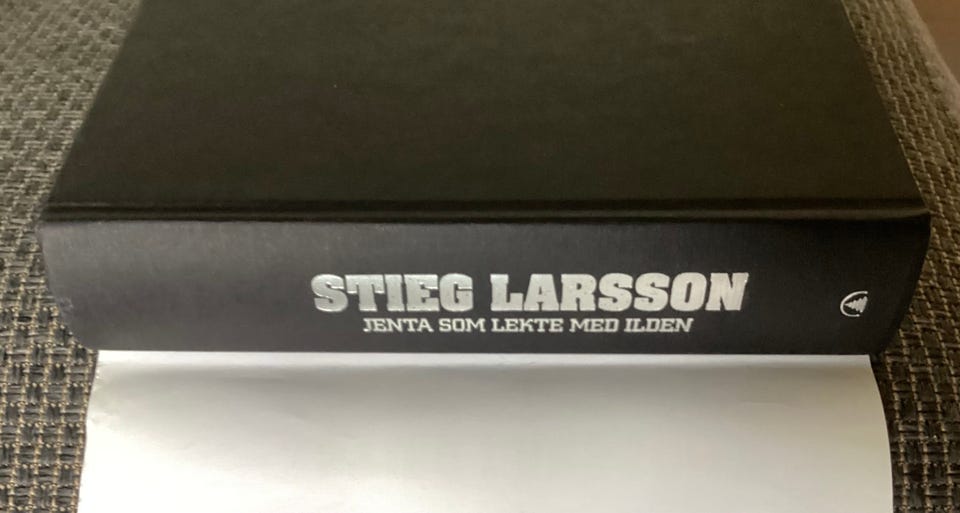 STIEG LARSSON
JENTA SOM LEKTE MED ILDEN